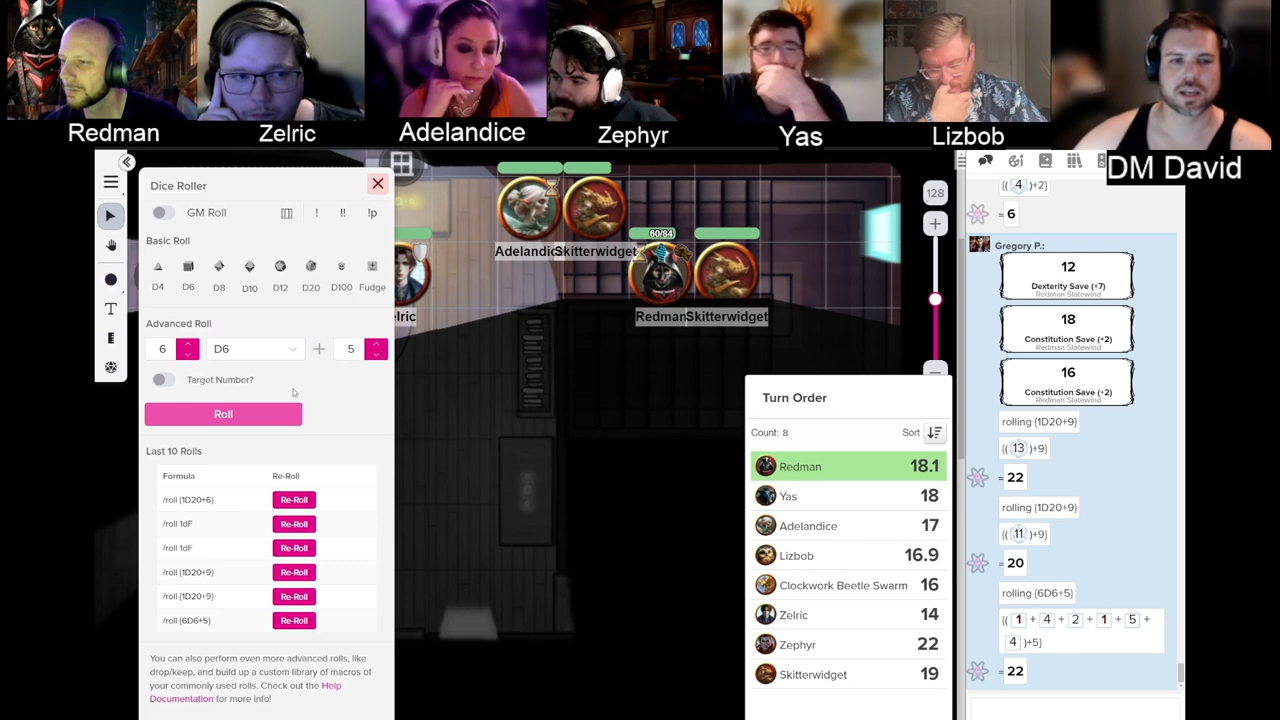 Redman
Zelric
Adelandice
Zephyr
Yas
Lizbob
DM David
Dice Roller
GM Roll
[[]]
!
!!
!p
Basic Roll
D4
D6
D8
D10
D12
D20
D100
Fudge
Advanced Roll
6
D6
+
5
Target Number?
Roll
Last 10 Rolls
Formula
Re-Roll
/roll {1D20+6}
Re-Roll
/roll 1dF
Re-Roll
/roll 1dF
Re-Roll
/roll {1D20+9}
Re-Roll
/roll {1D20+9}
Re-Roll
/roll {6D6+5}
Re-Roll
You can also perform even more advanced rolls, like
drop/keep, and build up a custom library of macros of
your commonly used rolls. Check out the Help
Documentation for more info!
T
Adelandic
Skitterwidget
60/84
elric
Redman
Skitterwidget
128
Turn Order
Count: 8
Sort
Redman 18.1
Yas 18
Adelandice 17
Lizbob 16.9
Clockwork Beetle Swarm 16
Zelric 14
Zephyr 22
Skitterwidget 19
(( 4 )+2}
= 6
Gregory P.:
12
Dexterity Save (+7)
Redman Slatewind
18
Constitution Save (+2)
Redman Slatewind
16
Constitution Save (+2)
Redman Slatewind
rolling {1D20+9}
{( 13 )+9}
= 22
rolling {1D20+9}
{( 11 )+9}
= 20
rolling {6D6+5}
{( 1 + 4 + 2 + 1 + 5 +
4 )+5}
= 22